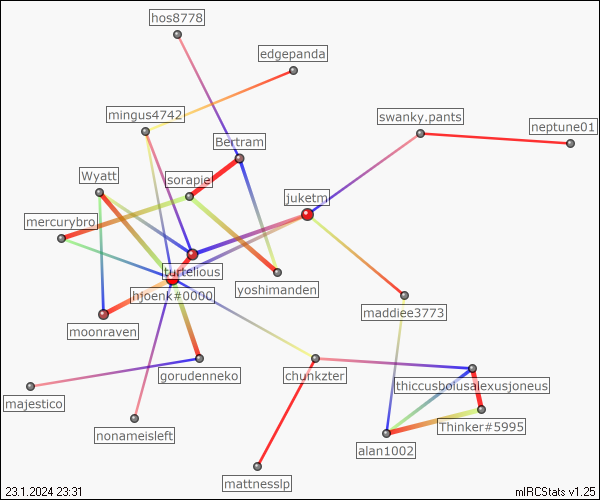 hos8778
edgepanda
mingus4742
swanky.pants
neptune01
Bertram
Wyatt
sorapie
juketm
mercurybro
turtelious
yoshimanden
hjoenk#0000
maddiee3773
moonraven
gorudenneko
chunkzter
thiccusbolusalexusjoneus
majestico
Thinker#5995
nonameisleft
alan1002
mattnesslp
23.1.2024 23:31
mIRCStats v1.25